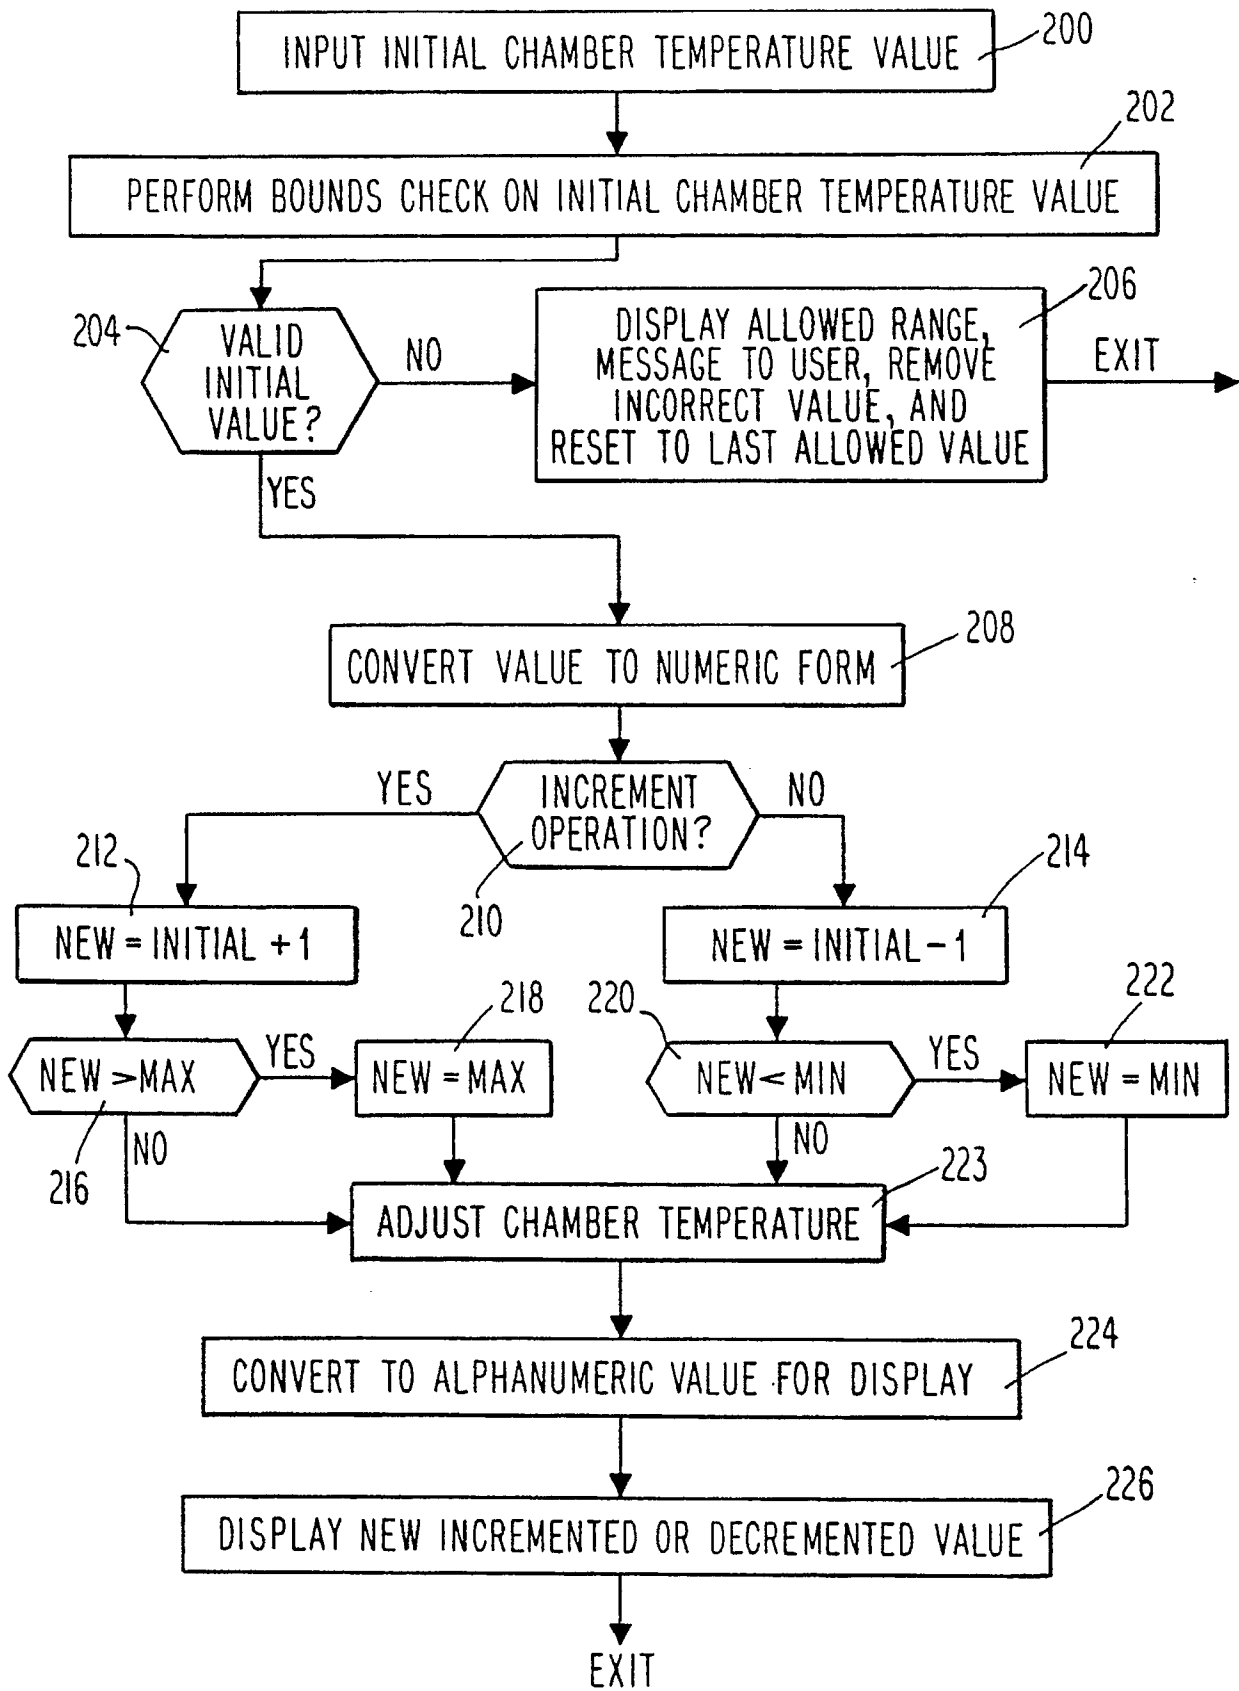 INPUT INITIAL CHAMBER TEMPERATURE VALUE
200
202
PERFORM BOUNDS CHECK ON INITIAL CHAMBER TEMPERATURE VALUE
204
VALID
INITIAL
VALUE?
NO
206
DISPLAY ALLOWED RANGE,
MESSAGE TO USER, REMOVE
INCORRECT VALUE, AND
RESET TO LAST ALLOWED VALUE
EXIT
YES
208
CONVERT VALUE TO NUMERIC FORM
YES
INCREMENT
OPERATION?
NO
210
212
NEW = INITIAL +1
214
NEW = INITIAL-1
216
NEW >MAX
YES
218
NEW = MAX
NO
220
NEW< MIN
YES
222
NEW = MIN
NO
223
ADJUST CHAMBER TEMPERATURE
224
CONVERT TO ALPHANUMERIC VALUE FOR DISPLAY
226
DISPLAY NEW INCREMENTED OR DECREMENTED VALUE
EXIT